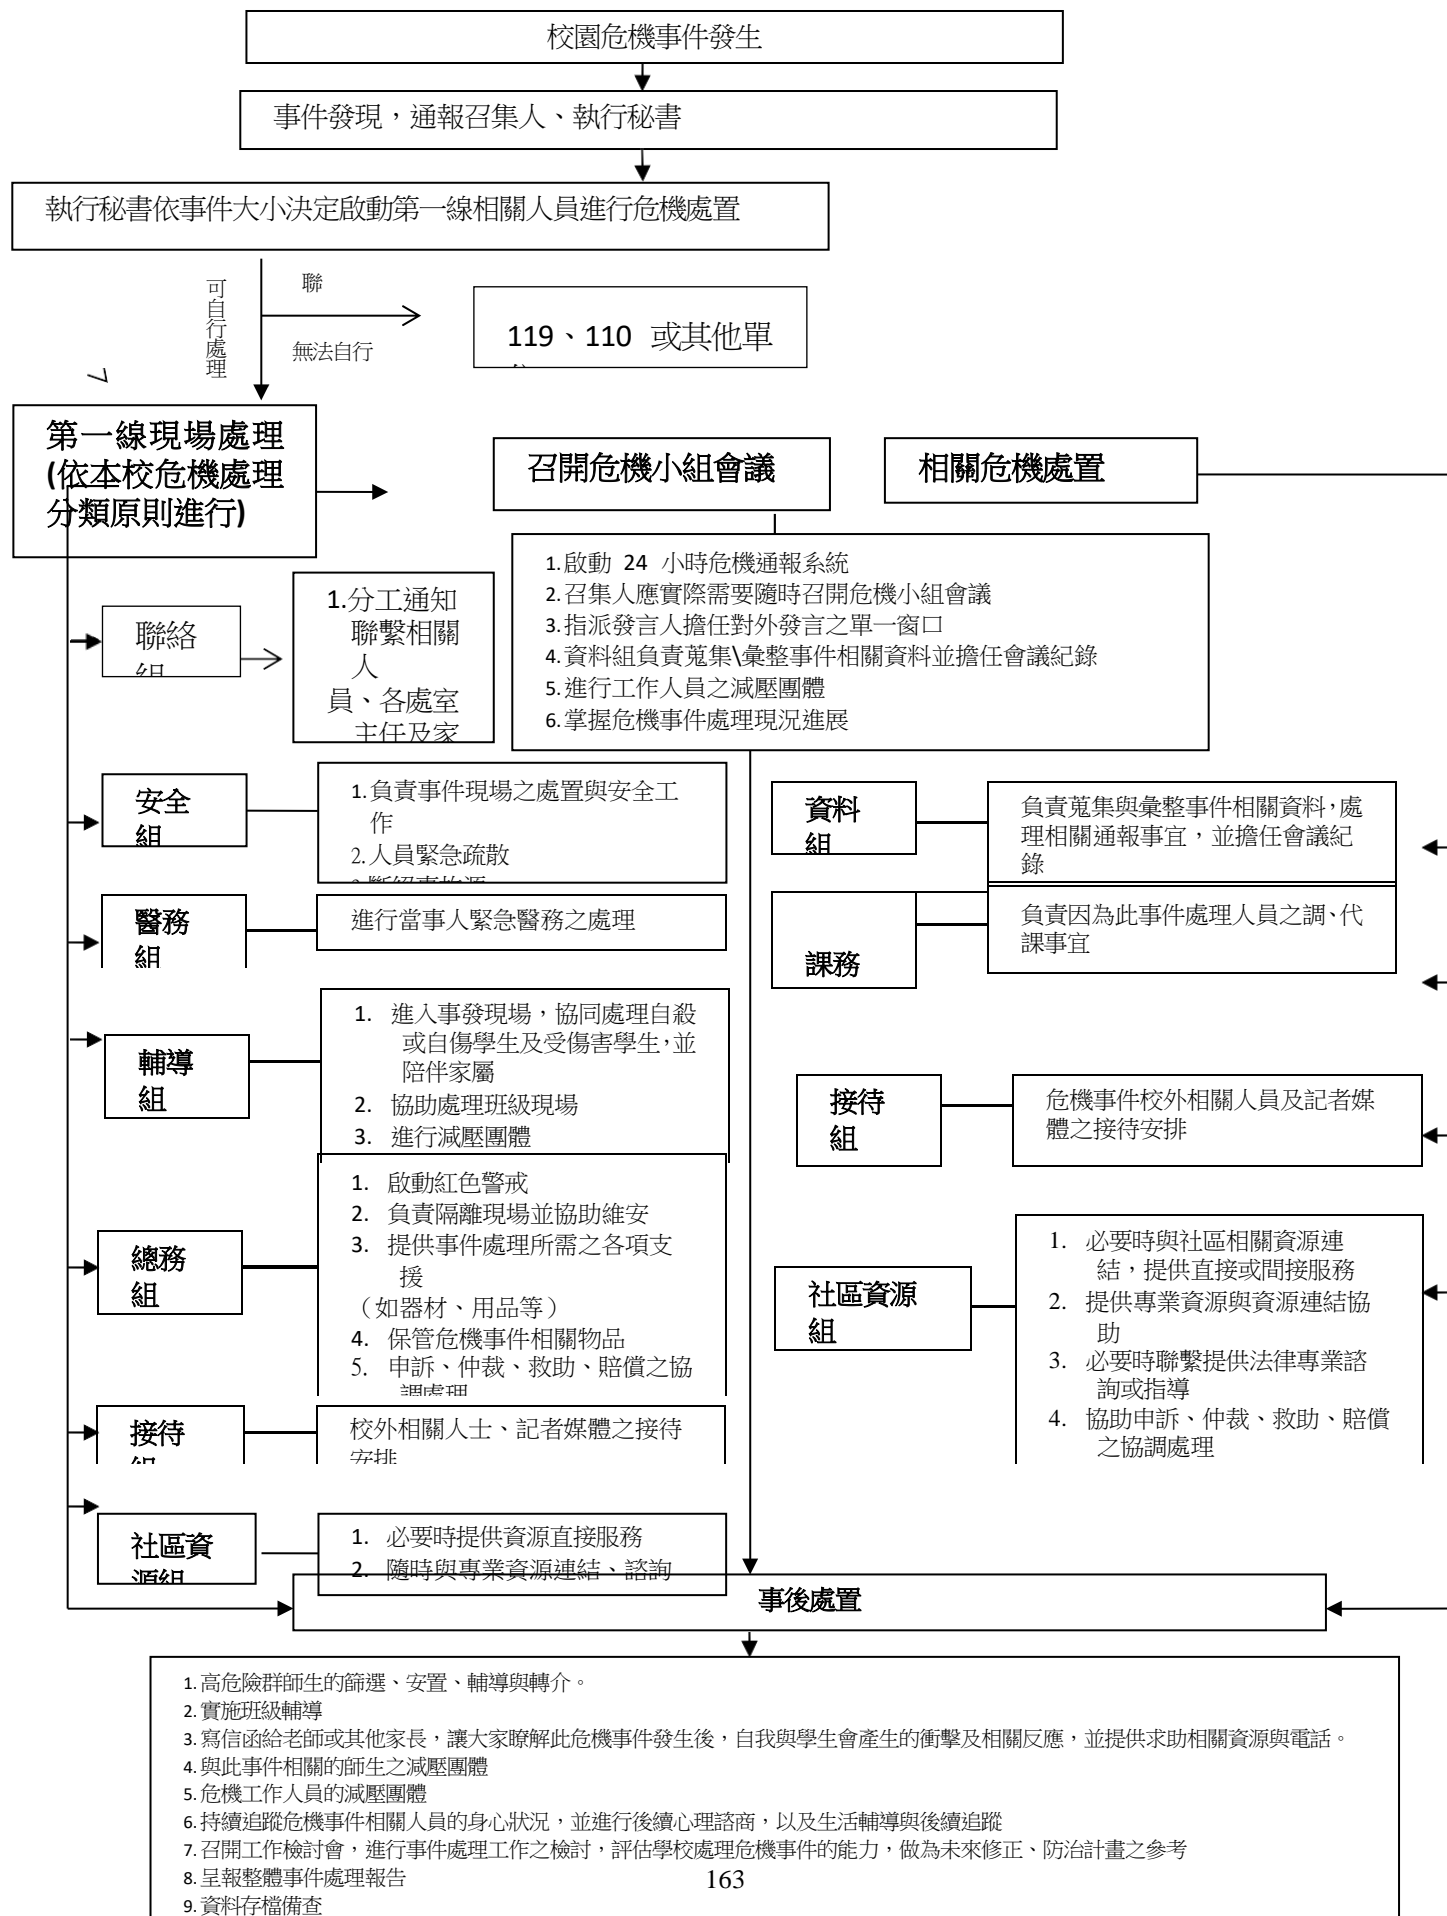 校園危機事件發生
事件發現，通報召集人、執行秘書
執行秘書依事件大小決定啟動第一線相關人員進行危機處置
可自行處理
聯
無法自行
119、110 或其他單
第一線現場處理
(依本校危機處理
分類原則進行)
召開危機小組會議
相關危機處置
1.啟動 24 小時危機通報系統
2.召集人應實際需要隨時召開危機小組會議
3.指派發言人擔任對外發言之單一窗口
4.資料組負責蒐集\彙整事件相關資料並擔任會議紀錄
5.進行工作人員之減壓團體
6.掌握危機事件處理現況進展
聯絡
組
1.分工通知
聯繫相關
人
員、各處室
主任及家
安全
組
1.負責事件現場之處置與安全工
作
2.人員緊急疏散
資料
組
負責蒐集與彙整事件相關資料，處
理相關通報事宜，並擔任會議紀
錄
醫務
組
進行當事人緊急醫務之處理
課務
負責因為此事件處理人員之調、代
課事宜
輔導
組
1. 進入事發現場，協同處理自殺
或自傷學生及受傷害學生，並
陪伴家屬
2. 協助處理班級現場
3. 進行減壓團體
接待
組
危機事件校外相關人員及記者媒
體之接待安排
總務
組
1. 啟動紅色警戒
2. 負責隔離現場並協助維安
3. 提供事件處理所需之各項支
援
（如器材、用品等）
4. 保管危機事件相關物品
5. 申訴、仲裁、救助、賠償之協
調處理
社區資源
組
1. 必要時與社區相關資源連
結，提供直接或間接服務
2. 提供專業資源與資源連結協
助
3. 必要時聯繫提供法律專業諮
詢或指導
4. 協助申訴、仲裁、救助、賠償
之協調處理
接待
組
校外相關人士、記者媒體之接待
安排
社區資
源組
1. 必要時提供資源直接服務
2. 隨時與專業資源連結、諮詢
事後處置
1.高危險群師生的篩選、安置、輔導與轉介。
2.實施班級輔導
3.寫信函給老師或其他家長，讓大家瞭解此危機事件發生後，自我與學生會產生的衝擊及相關反應，並提供求助相關資源與電話。
4.與此事件相關的師生之減壓團體
5.危機工作人員的減壓團體
6.持續追蹤危機事件相關人員的身心狀況，並進行後續心理諮商，以及生活輔導與後續追蹤
7.召開工作檢討會，進行事件處理工作之檢討，評估學校處理危機事件的能力，做為未來修正、防治計畫之參考
8.呈報整體事件處理報告
163
9.資料存檔備查